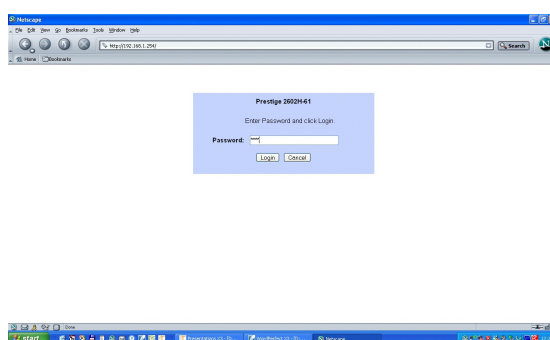 Netscape
File Edit View Go Bookmarks Tools Window Help
http://192.168.1.254/
Search
Home Bookmarks
Prestige 2602H-61
Enter Password and click Login.
Password: ****
Login Cancel
Done
start
Netscape